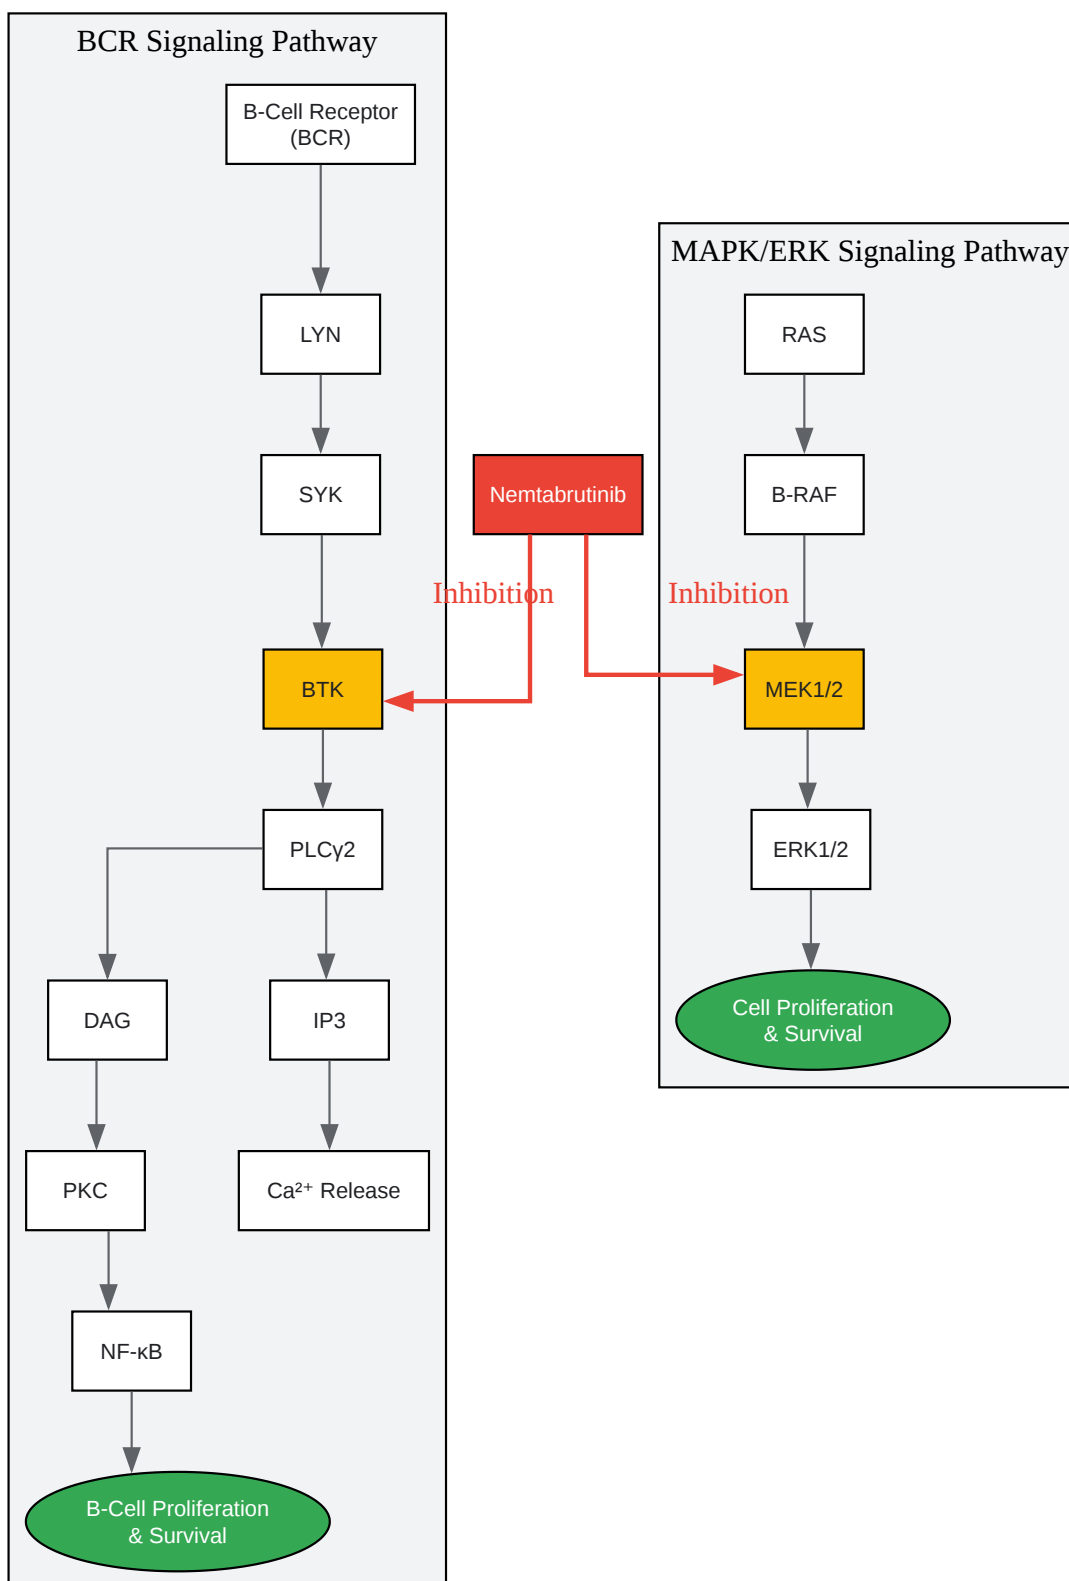 BCR Signaling Pathway
B-Cell Receptor
(BCR)
LYN
SYK
BTK
PLCγ2
DAG
IP3
PKC
Ca²⁺ Release
NF-κB
B-Cell Proliferation
& Survival
Nemtabrutinib
Inhibition
Inhibition
MAPK/ERK Signaling Pathway
RAS
B-RAF
MEK1/2
ERK1/2
Cell Proliferation
& Survival